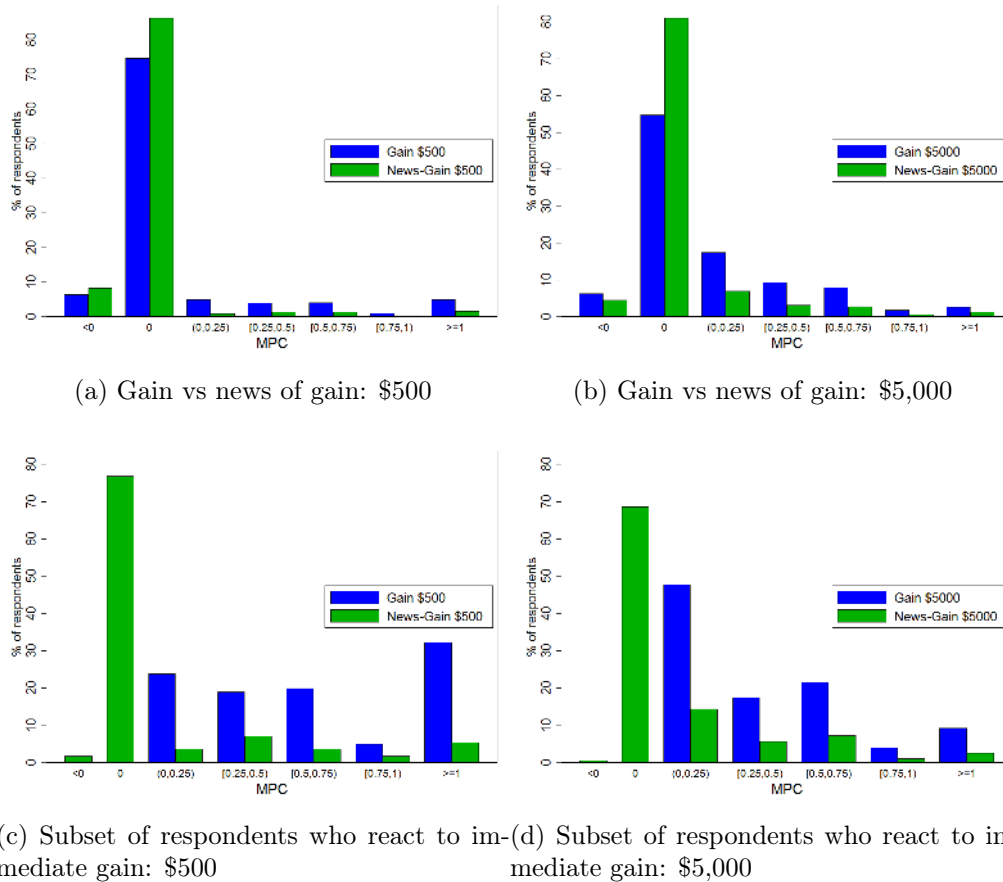 80
70
60
50
40
30
20
10
0
% of respondents
Gain $500
News-Gain $500
<0
0
(0,0.25)
[0.25,0.5)
[0.5,0.75)
[0.75,1)
>=1
MPC
(a) Gain vs news of gain: $500
80
70
60
50
40
30
20
10
0
% of respondents
Gain $5000
News-Gain $5000
<0
0
(0,0.25)
[0.25,0.5)
[0.5,0.75)
[0.75,1)
>=1
MPC
(b) Gain vs news of gain: $5,000
80
70
60
50
40
30
20
10
0
% of respondents
Gain $500
News-Gain $500
<0
0
(0,0.25)
[0.25,0.5)
[0.5,0.75)
[0.75,1)
>=1
MPC
(c) Subset of respondents who react to im-
mediate gain: $500
80
70
60
50
40
30
20
10
0
% of respondents
Gain $5000
News-Gain $5000
<0
0
(0,0.25)
[0.25,0.5)
[0.5,0.75)
[0.75,1)
>=1
MPC
(d) Subset of respondents who react to im
mediate gain: $5,000